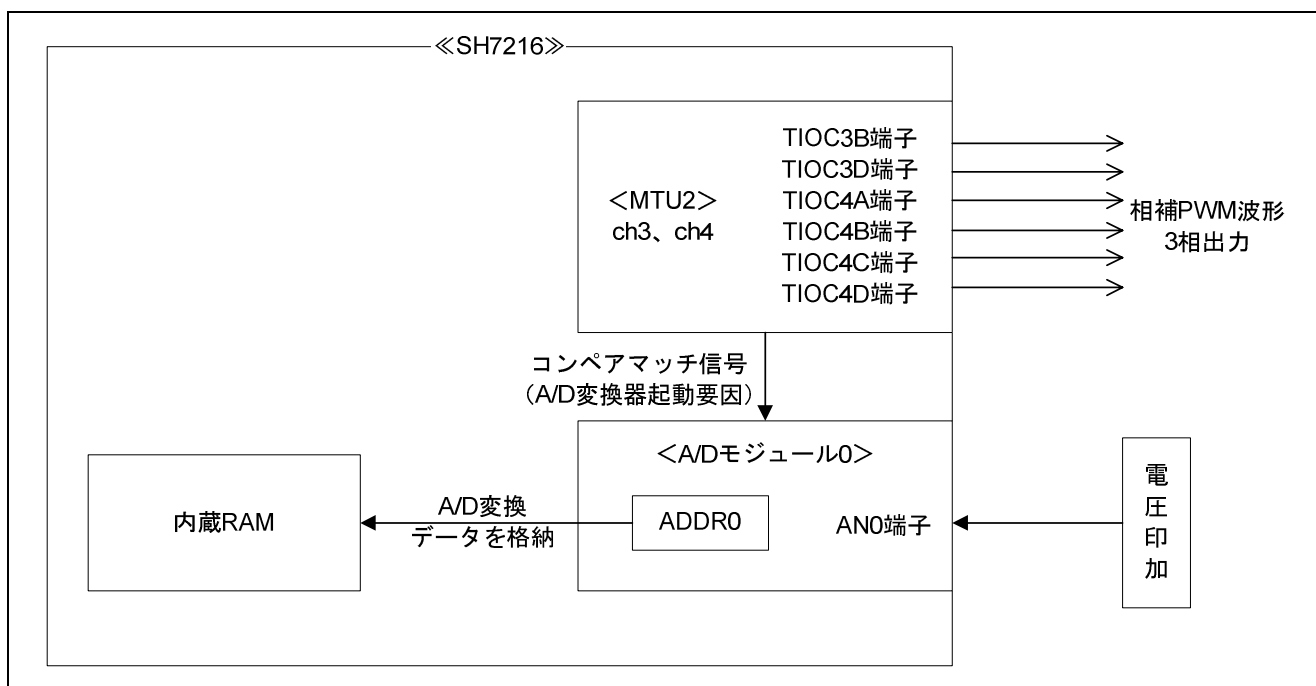 ≪SH7216≫
TIOC3B端子
TIOC3D端子
TIOC4A端子
TIOC4B端子
TIOC4C端子
TIOC4D端子
＜MTU2＞
ch3、ch4
相補PWM波形
3相出力
コンペアマッチ信号
（A/D変換器起動要因）
＜A/Dモジュール0＞
内蔵RAM
A/D変換
データを格納
ADDR0
AN0端子
電
圧
印
加